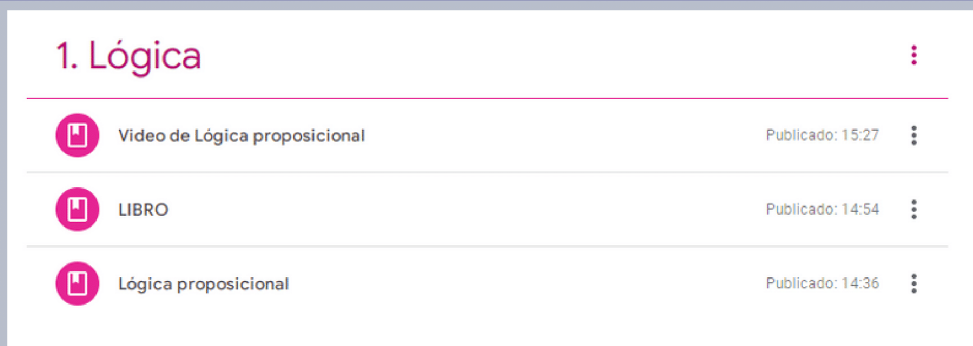 1. Lógica
Video de Lógica proposicional Publicado: 15:27
LIBRO Publicado: 14:54
Lógica proposicional Publicado: 14:36